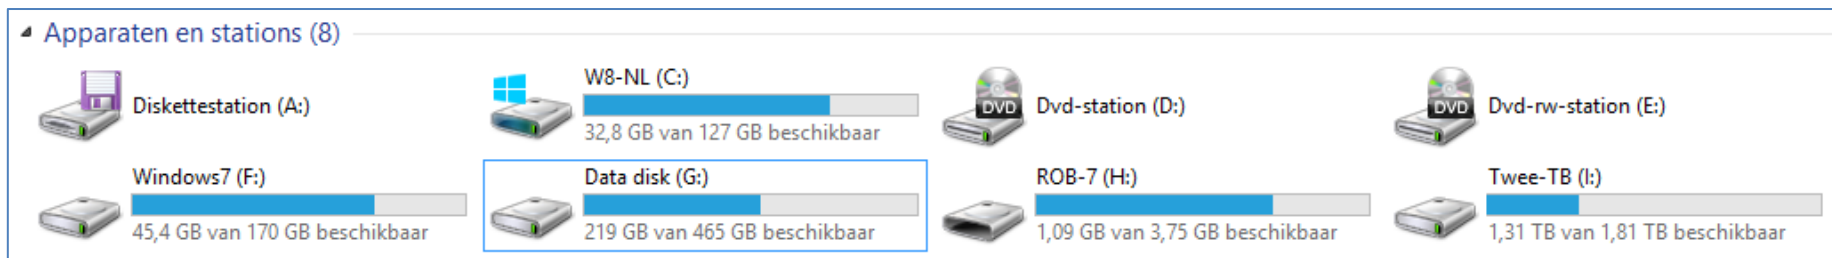 Apparaten en stations (8)
Diskettestation (A:)
W8-NL (C:)
32,8 GB van 127 GB beschikbaar
DVD
Dvd-station (D:)
DVD
Dvd-rw-station (E:)
Windows7 (F:)
45,4 GB van 170 GB beschikbaar
Data disk (G:)
219 GB van 465 GB beschikbaar
ROB-7 (H:)
1,09 GB van 3,75 GB beschikbaar
Twee-TB (I:)
1,31 TB van 1,81 TB beschikbaar